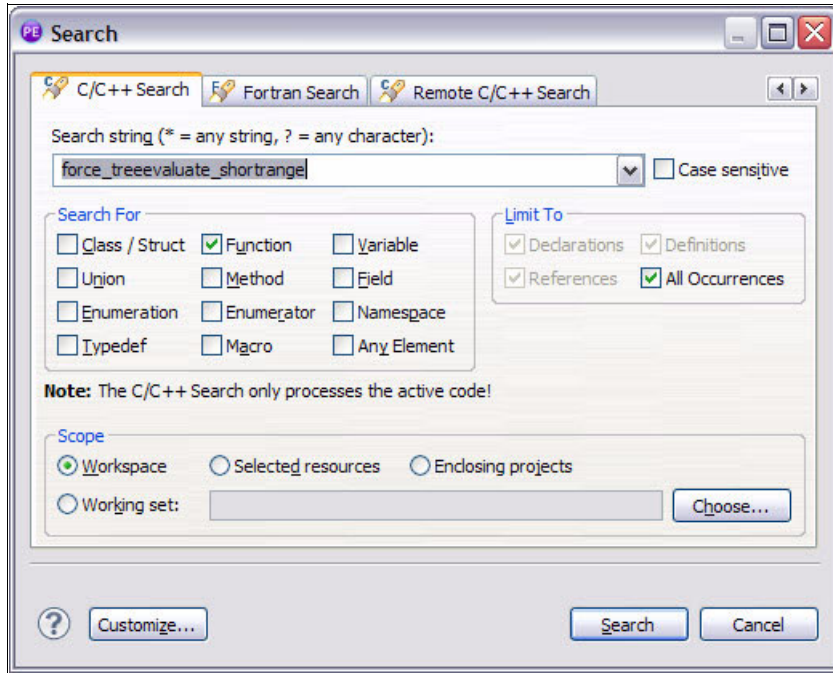 PE Search
C/C++ Search Fortran Search Remote C/C++ Search
Search string (* = any string, ? = any character):
force_treeevaluate_shortrange Case sensitive
Search For Limit To
Class / Struct Function Variable Declarations Definitions
Union Method Field References All Occurrences
Enumeration Enumerator Namespace
Typedef Macro Any Element
Note: The C/C++ Search only processes the active code!
Scope
Workspace Selected resources Enclosing projects
Working set: Choose...
? Customize... Search Cancel